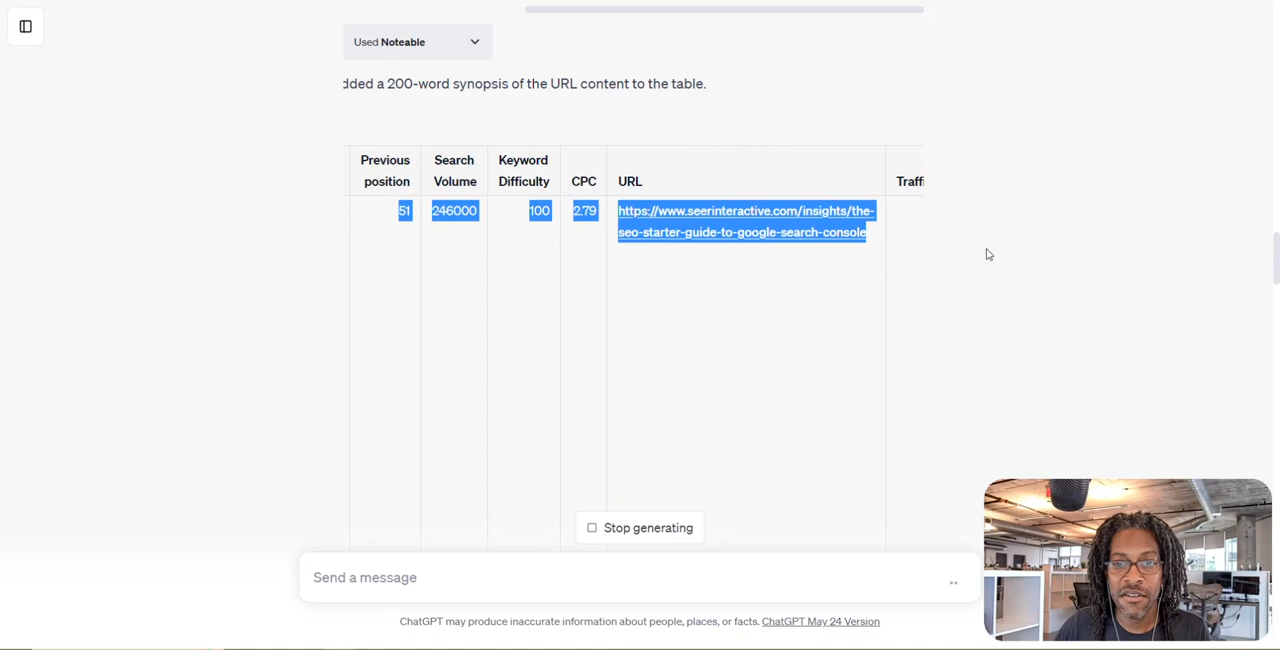 Used Noteable
dded a 200-word synopsis of the URL content to the table.
Previous position
Search Volume
Keyword Difficulty
CPC
URL
Traffi
51
246000
100
2.79
https://www.seerinteractive.com/insights/the-
seo-starter-guide-to-google-search-console
Stop generating
Send a message
ChatGPT may produce inaccurate information about people, places, or facts. ChatGPT May 24 Version